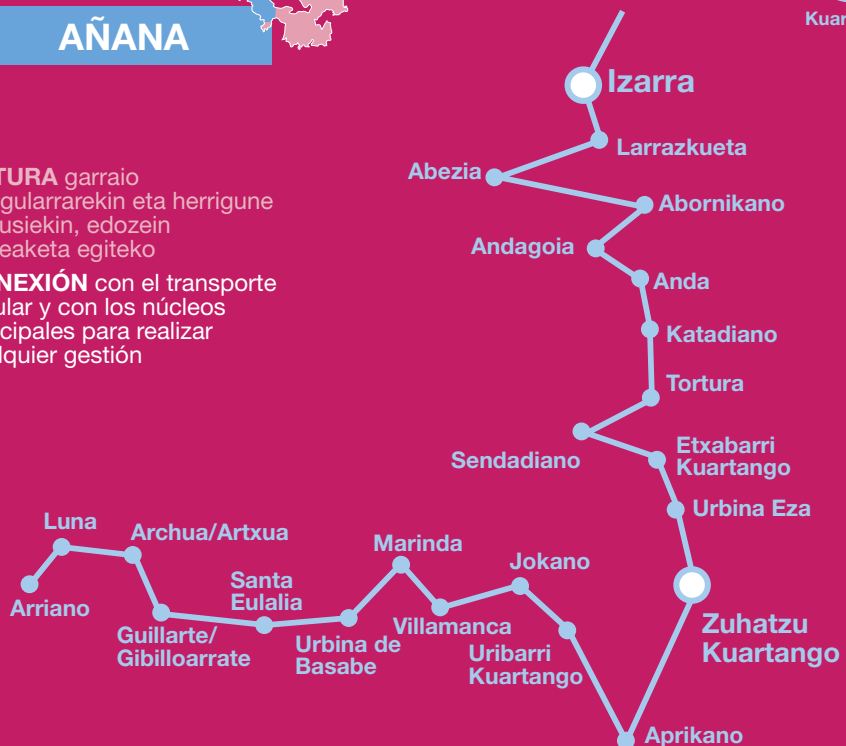 AÑANA
Kuar
Izarra
Larrazkueta
Abezia
Abornikano
TURA garraio
gularrarekin eta herrigune
usiekin, edozein
eaketa egiteko
NEXIÓN con el transporte
ular y con los núcleos
cipales para realizar
lquier gestión
Andagoia
Anda
Katadiano
Tortura
Sendadiano
Etxabarri
Kuartango
Urbina Eza
Luna
Archua/Artxua
Marinda
Jokano
Arriano
Santa
Eulalia
Guillarte/
Gibilloarrate
Urbina de
Basabe
Villamanca
Uribarri
Kuartango
Zuhatzu
Kuartango
Aprikano